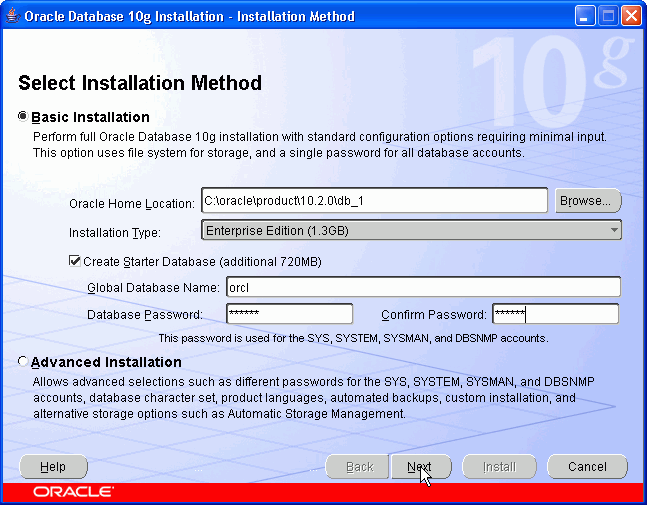 Oracle Database 10g Installation - Installation Method
10g
Select Installation Method
Basic Installation
Perform full Oracle Database 10g installation with standard configuration options requiring minimal input.
This option uses file system for storage, and a single password for all database accounts.
Oracle Home Location: C:\oracle\product\10.2.0\db_1 Browse...
Installation Type: Enterprise Edition (1.3GB)
Create Starter Database (additional 720MB)
Global Database Name: orcl
Database Password: ****** Confirm Password: ******
This password is used for the SYS, SYSTEM, SYSMAN, and DBSNMP accounts.
Advanced Installation
Allows advanced selections such as different passwords for the SYS, SYSTEM, SYSMAN, and DBSNMP
accounts, database character set, product languages, automated backups, custom installation, and
alternative storage options such as Automatic Storage Management.
Help Back Next Install Cancel
ORACLE